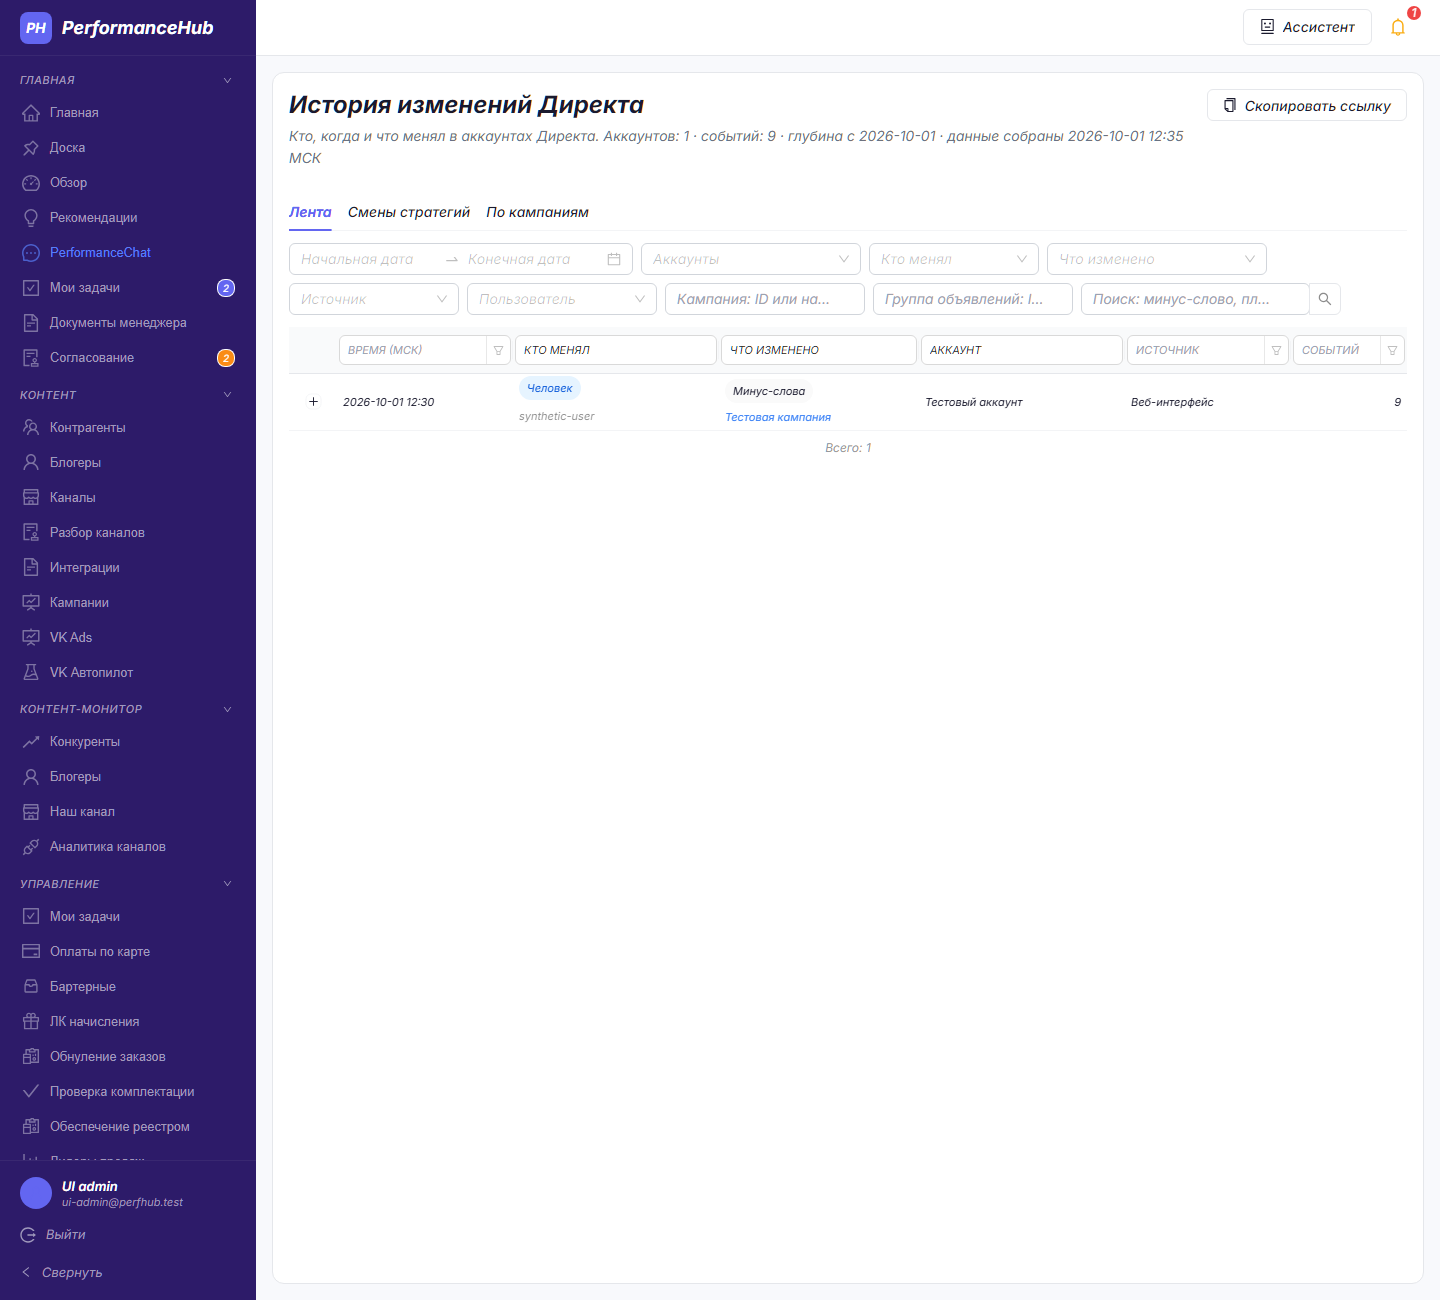 PH PerformanceHub
Ассистент
1
ГЛАВНАЯ
Главная
Доска
Обзор
Рекомендации
PerformanceChat
Мои задачи 2
Документы менеджера
Согласование 2
КОНТЕНТ
Контрагенты
Блогеры
Каналы
Разбор каналов
Интеграции
Кампании
VK Ads
VK Автопилот
КОНТЕНТ-МОНИТОР
Конкуренты
Блогеры
Наш канал
Аналитика каналов
УПРАВЛЕНИЕ
Мои задачи
Оплаты по карте
Бартерные
ЛК начисления
Обнуление заказов
Проверка комплектации
Обеспечение реестром
UI admin
ui-admin@perfhub.test
Выйти
Свернуть
История изменений Директа
Скопировать ссылку
Кто, когда и что менял в аккаунтах Директа. Аккаунтов: 1 · событий: 9 · глубина с 2026-10-01 · данные собраны 2026-10-01 12:35
МСК
Лента Смены стратегий По кампаниям
Начальная дата Конечная дата Аккаунты Кто менял Что изменено
Источник Пользователь Кампания: ID или на... Группа объявлений: I... Поиск: минус-слово, пл...
ВРЕМЯ (МСК) КТО МЕНЯЛ ЧТО ИЗМЕНЕНО АККАУНТ ИСТОЧНИК СОБЫТИЙ
2026-10-01 12:30 Человек Минус-слова Тестовый аккаунт Веб-интерфейс 9
synthetic-user Тестовая кампания
Всего: 1